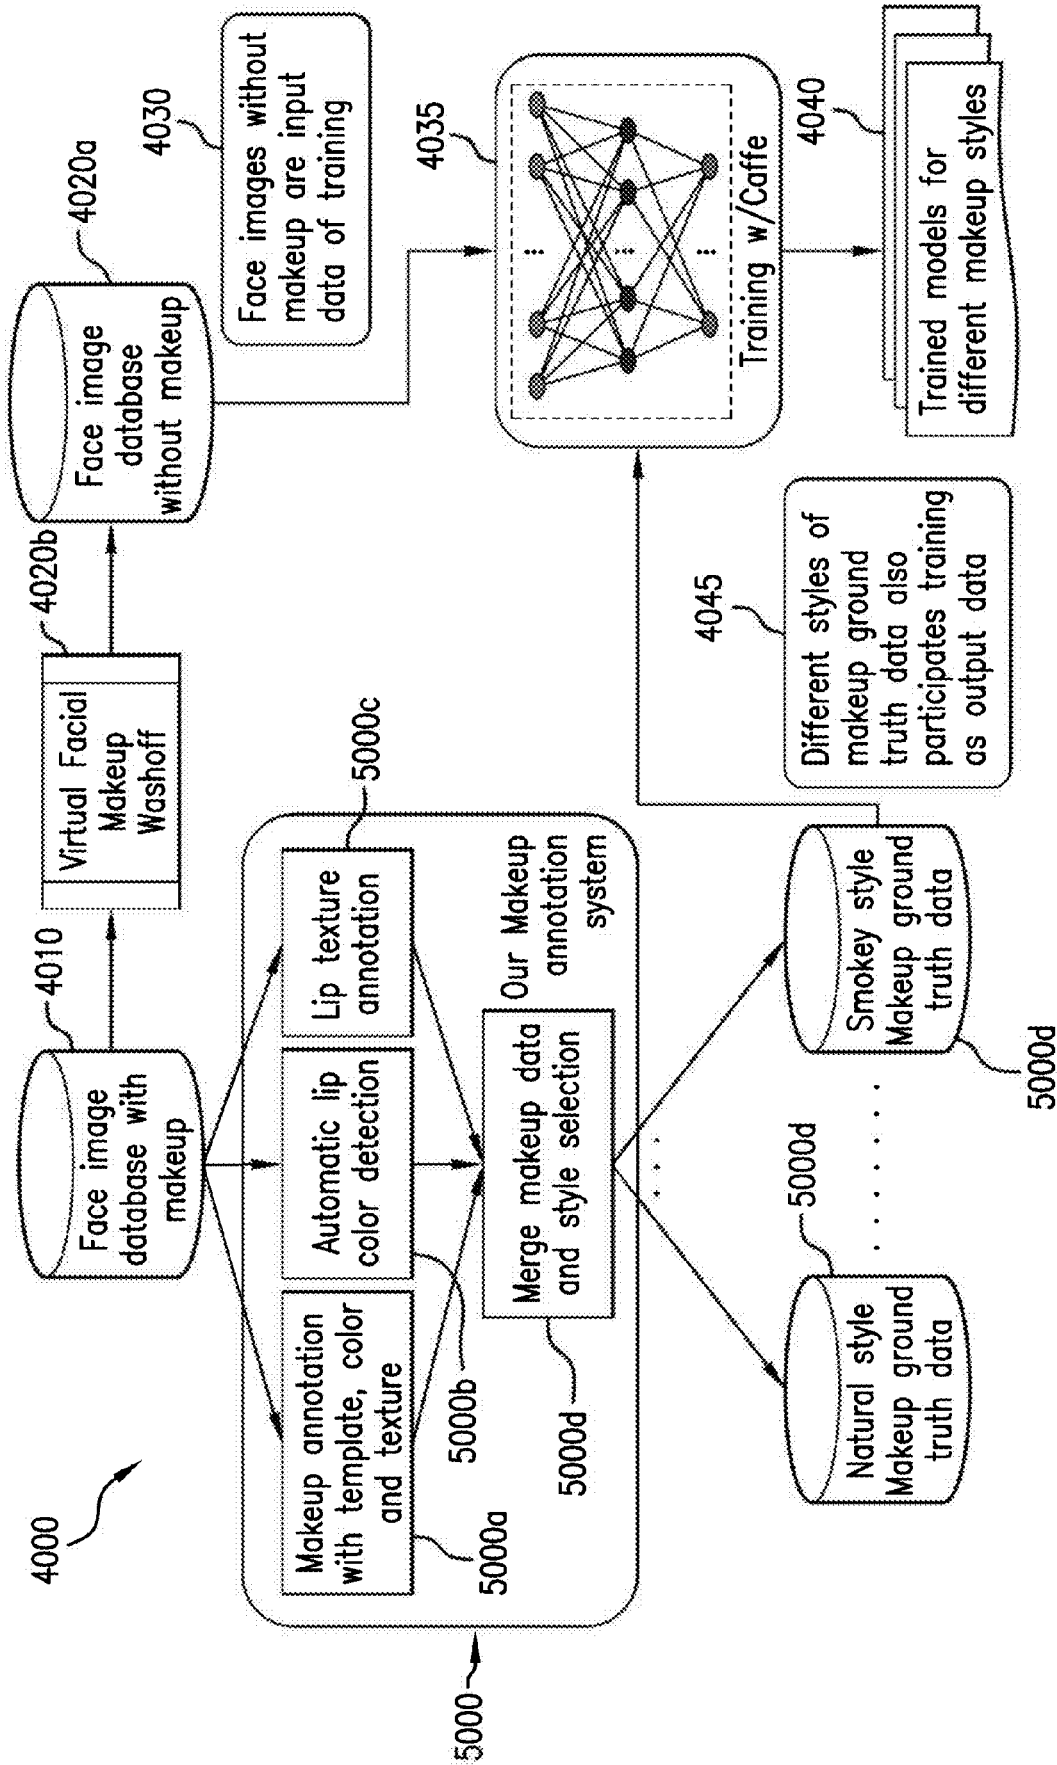 4000
4010
Face image
database with
makeup
4020b
Virtual Facial
Makeup
Washoff
4020a
Face image
database
without makeup
4030
Face images without
makeup are input
data of training
5000
5000a
Makeup annotation
with template, color
and texture
5000b
Automatic lip
color detection
5000c
Lip texture
annotation
5000d
Merge makeup data
and style selection
Our Makeup
annotation
system
4035
Training w/Caffe
4040
Trained models for
different makeup styles
4045
Different styles of
makeup ground
truth data also
participates training
as output data
5000d
Natural style
Makeup ground
truth data
Smokey style
Makeup ground
truth data
5000d